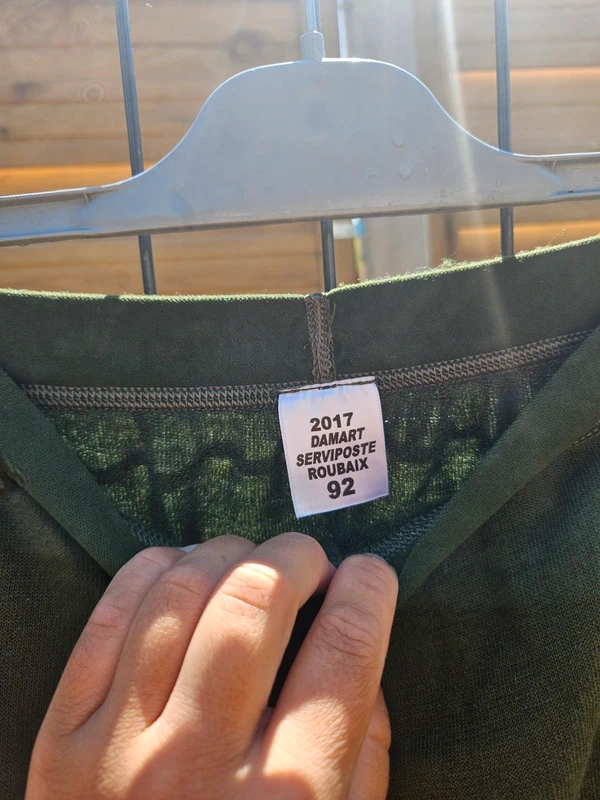 2017
DAMART
SERVIPOSTE
ROUBAIX
92